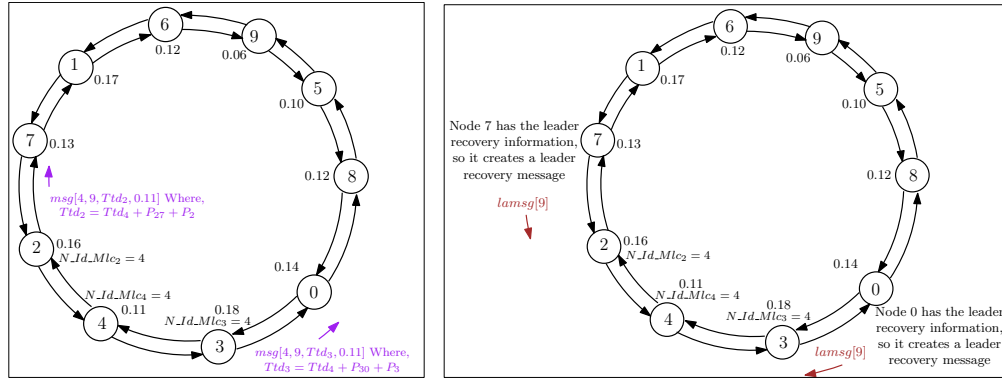 6
0.12
9
0.06
1
0.17
5
0.10
7
0.13
8
0.12
msg[4, 9, Ttd₂, 0.11] Where,
Ttd₂ = Ttd₄ + P₂₇ + P₂
2
0.16
N_Id_Mlc₂ = 4
0.14
0
N_Id_Mlc₄ = 4
0.11
4
0.18
N_Id_Mlc₃ = 4
3
msg[4, 9, Ttd₃, 0.11] Where,
Ttd₃ = Ttd₄ + P₃₀ + P₃
6
0.12
9
0.06
1
0.17
5
0.10
Node 7 has the leader
recovery information,
so it creates a leader
recovery message
7
0.13
8
0.12
lamsg[9]
2
0.16
N_Id_Mlc₂ = 4
0.14
0
0.11
N_Id_Mlc₄ = 4
4
0.18
N_Id_Mlc₃ = 4
3
Node 0 has the leader
recovery information,
so it creates a leader
recovery message
lamsg[9]